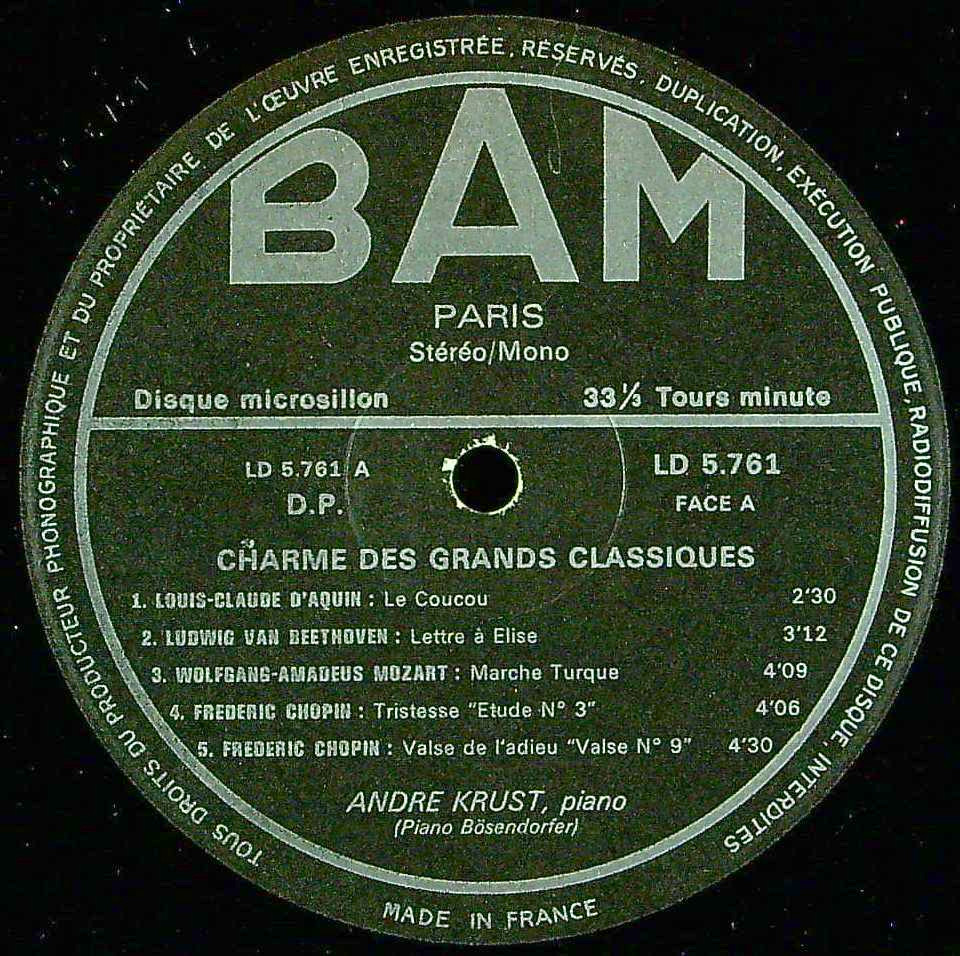 TOUS DROITS DU PRODUCTEUR PHONOGRAPHIQUE ET DU PROPRIÉTAIRE DE L'ŒUVRE ENREGISTRÉE, RÉSERVÉS, DUPLICATION, EXÉCUTION PUBLIQUE, RADIODIFFUSION DE CE DISQUE, INTERDITES
BAM
PARIS
Stéréo/Mono
Disque microsillon 33⅓ Tours minute
LD 5.761 A LD 5.761
D.P. FACE A
CHARME DES GRANDS CLASSIQUES
1. LOUIS-CLAUDE D'AQUIN : Le Coucou 2'30
2. LUDWIG VAN BEETHOVEN : Lettre à Elise 3'12
3. WOLFGANG-AMADEUS MOZART : Marche Turque 4'09
4. FREDERIC CHOPIN : Tristesse "Etude N° 3" 4'06
5. FREDERIC CHOPIN : Valse de l'adieu "Valse N° 9" 4'30
ANDRE KRUST, piano
(Piano Bösendorfer)
MADE IN FRANCE